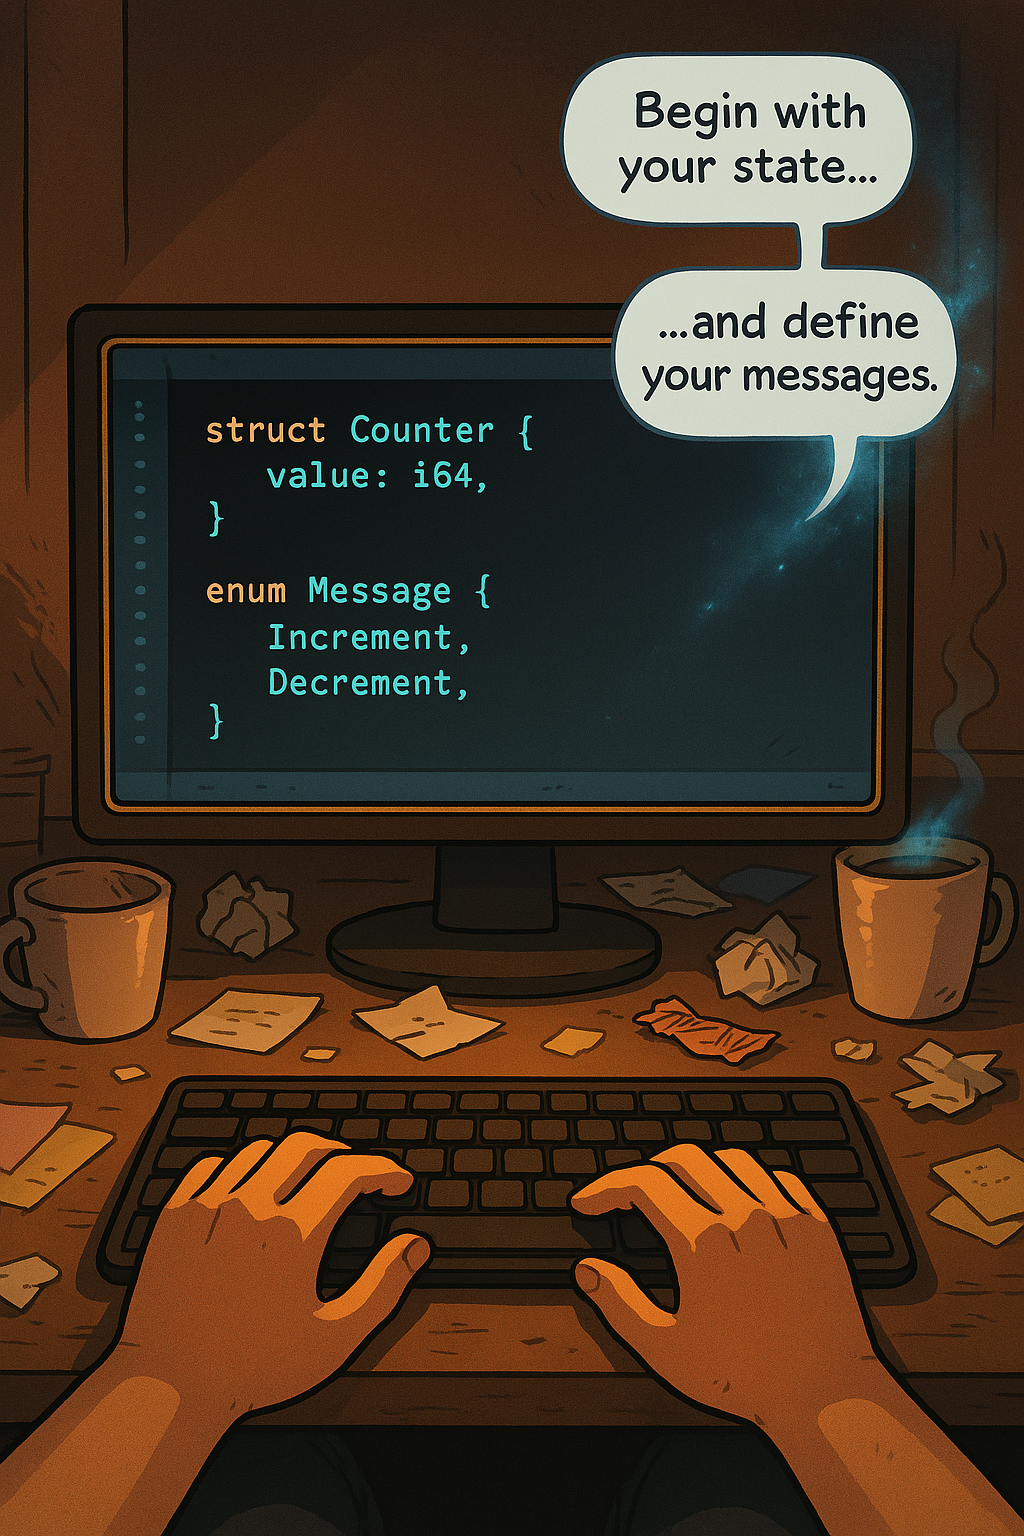 Begin with
your state...
...and define
your messages.
struct Counter {
value: i64,
}
enum Message {
Increment,
Decrement,
}